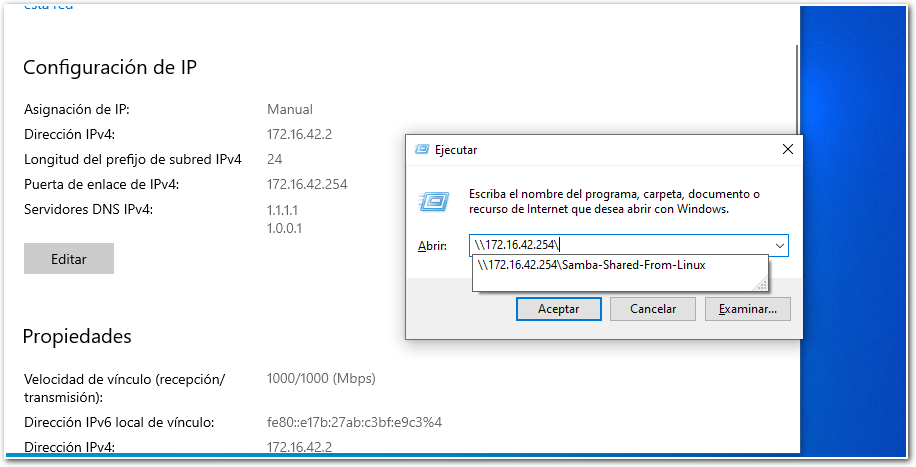 esta red
Configuración de IP
Asignación de IP: Manual
Dirección IPv4: 172.16.42.2
Longitud del prefijo de subred IPv4 24
Puerta de enlace de IPv4: 172.16.42.254
Servidores DNS IPv4: 1.1.1.1
1.0.0.1
Editar
Propiedades
Velocidad de vínculo (recepción/ 1000/1000 (Mbps)
transmisión):
Dirección IPv6 local de vínculo: fe80::e17b:27ab:c3bf:e9c3%4
Dirección IPv4: 172.16.42.2
Ejecutar
Escriba el nombre del programa, carpeta, documento o
recurso de Internet que desea abrir con Windows.
Abrir: \\172.16.42.254\
\\172.16.42.254\Samba-Shared-From-Linux
Aceptar Cancelar Examinar...